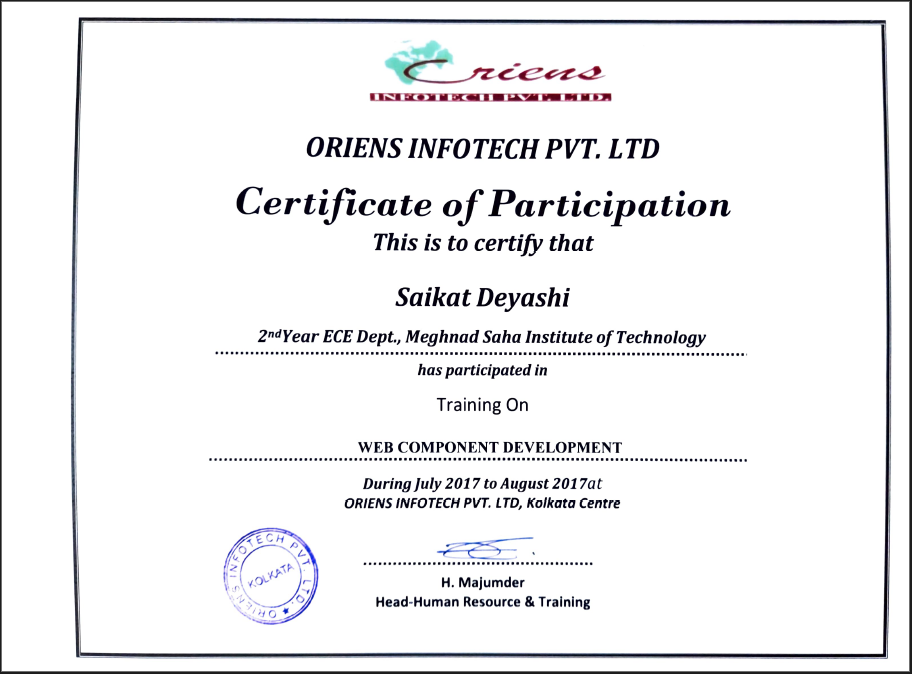 Oriens
INFOTECH PVT. LTD.
ORIENS INFOTECH PVT. LTD
Certificate of Participation
This is to certify that
Saikat Deyashi
2nd Year ECE Dept., Meghnad Saha Institute of Technology
has participated in
Training On
WEB COMPONENT DEVELOPMENT
During July 2017 to August 2017at
ORIENS INFOTECH PVT. LTD, Kolkata Centre
ORIENS INFOTECH PVT. LTD. ★
KOLKATA
H. Majumder
Head-Human Resource & Training